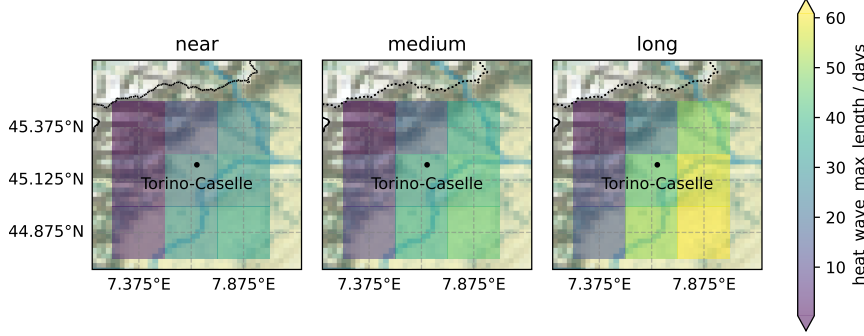 near
medium
long
45.375°N
45.125°N
44.875°N
Torino-Caselle
Torino-Caselle
Torino-Caselle
7.375°E
7.875°E
7.375°E
7.875°E
7.375°E
7.875°E
60
50
40
30
20
10
heat_wave_max_length / days